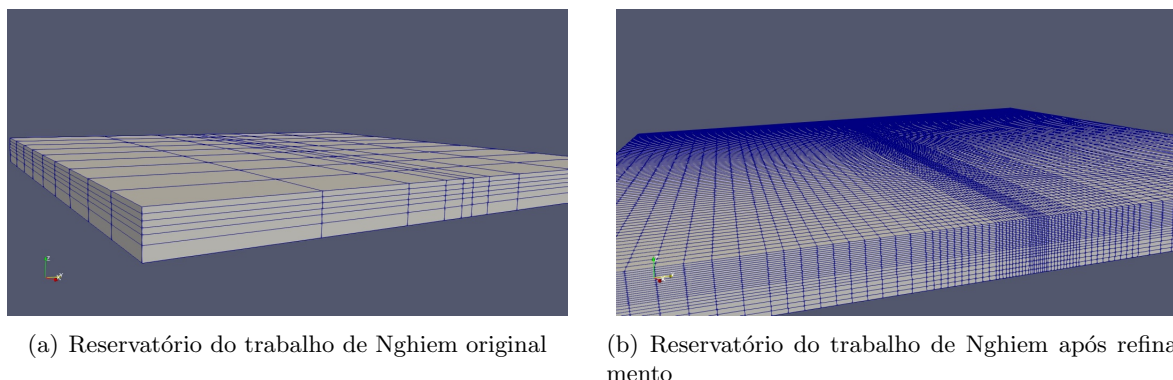 (a) Reservatório do trabalho de Nghiem original
(b) Reservatório do trabalho de Nghiem após refina-
mento